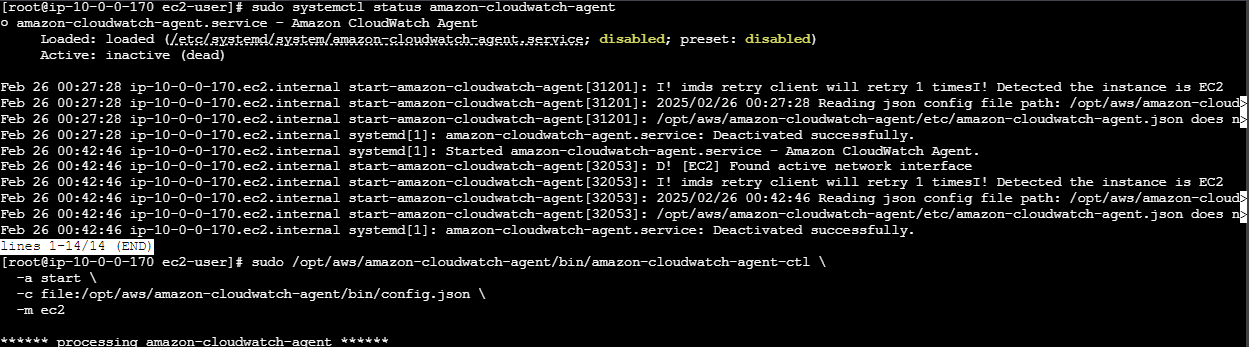 [root@ip-10-0-0-170 ec2-user]# sudo systemctl status amazon-cloudwatch-agent
○ amazon-cloudwatch-agent.service - Amazon CloudWatch Agent
     Loaded: loaded (/etc/systemd/system/amazon-cloudwatch-agent.service; disabled; preset: disabled)
     Active: inactive (dead)

Feb 26 00:27:28 ip-10-0-0-170.ec2.internal start-amazon-cloudwatch-agent[31201]: I! imds retry client will retry 1 timesI! Detected the instance is EC2
Feb 26 00:27:28 ip-10-0-0-170.ec2.internal start-amazon-cloudwatch-agent[31201]: 2025/02/26 00:27:28 Reading json config file path: /opt/aws/amazon-cloud>
Feb 26 00:27:28 ip-10-0-0-170.ec2.internal start-amazon-cloudwatch-agent[31201]: /opt/aws/amazon-cloudwatch-agent/etc/amazon-cloudwatch-agent.json does n>
Feb 26 00:27:28 ip-10-0-0-170.ec2.internal systemd[1]: amazon-cloudwatch-agent.service: Deactivated successfully.
Feb 26 00:42:46 ip-10-0-0-170.ec2.internal systemd[1]: Started amazon-cloudwatch-agent.service - Amazon CloudWatch Agent.
Feb 26 00:42:46 ip-10-0-0-170.ec2.internal start-amazon-cloudwatch-agent[32053]: D! [EC2] Found active network interface
Feb 26 00:42:46 ip-10-0-0-170.ec2.internal start-amazon-cloudwatch-agent[32053]: I! imds retry client will retry 1 timesI! Detected the instance is EC2
Feb 26 00:42:46 ip-10-0-0-170.ec2.internal start-amazon-cloudwatch-agent[32053]: 2025/02/26 00:42:46 Reading json config file path: /opt/aws/amazon-cloud>
Feb 26 00:42:46 ip-10-0-0-170.ec2.internal start-amazon-cloudwatch-agent[32053]: /opt/aws/amazon-cloudwatch-agent/etc/amazon-cloudwatch-agent.json does n>
Feb 26 00:42:46 ip-10-0-0-170.ec2.internal systemd[1]: amazon-cloudwatch-agent.service: Deactivated successfully.
lines 1-14/14 (END)
[root@ip-10-0-0-170 ec2-user]# sudo /opt/aws/amazon-cloudwatch-agent/bin/amazon-cloudwatch-agent-ctl \
  -a start \
  -c file:/opt/aws/amazon-cloudwatch-agent/bin/config.json \
  -m ec2

****** processing amazon-cloudwatch-agent ******